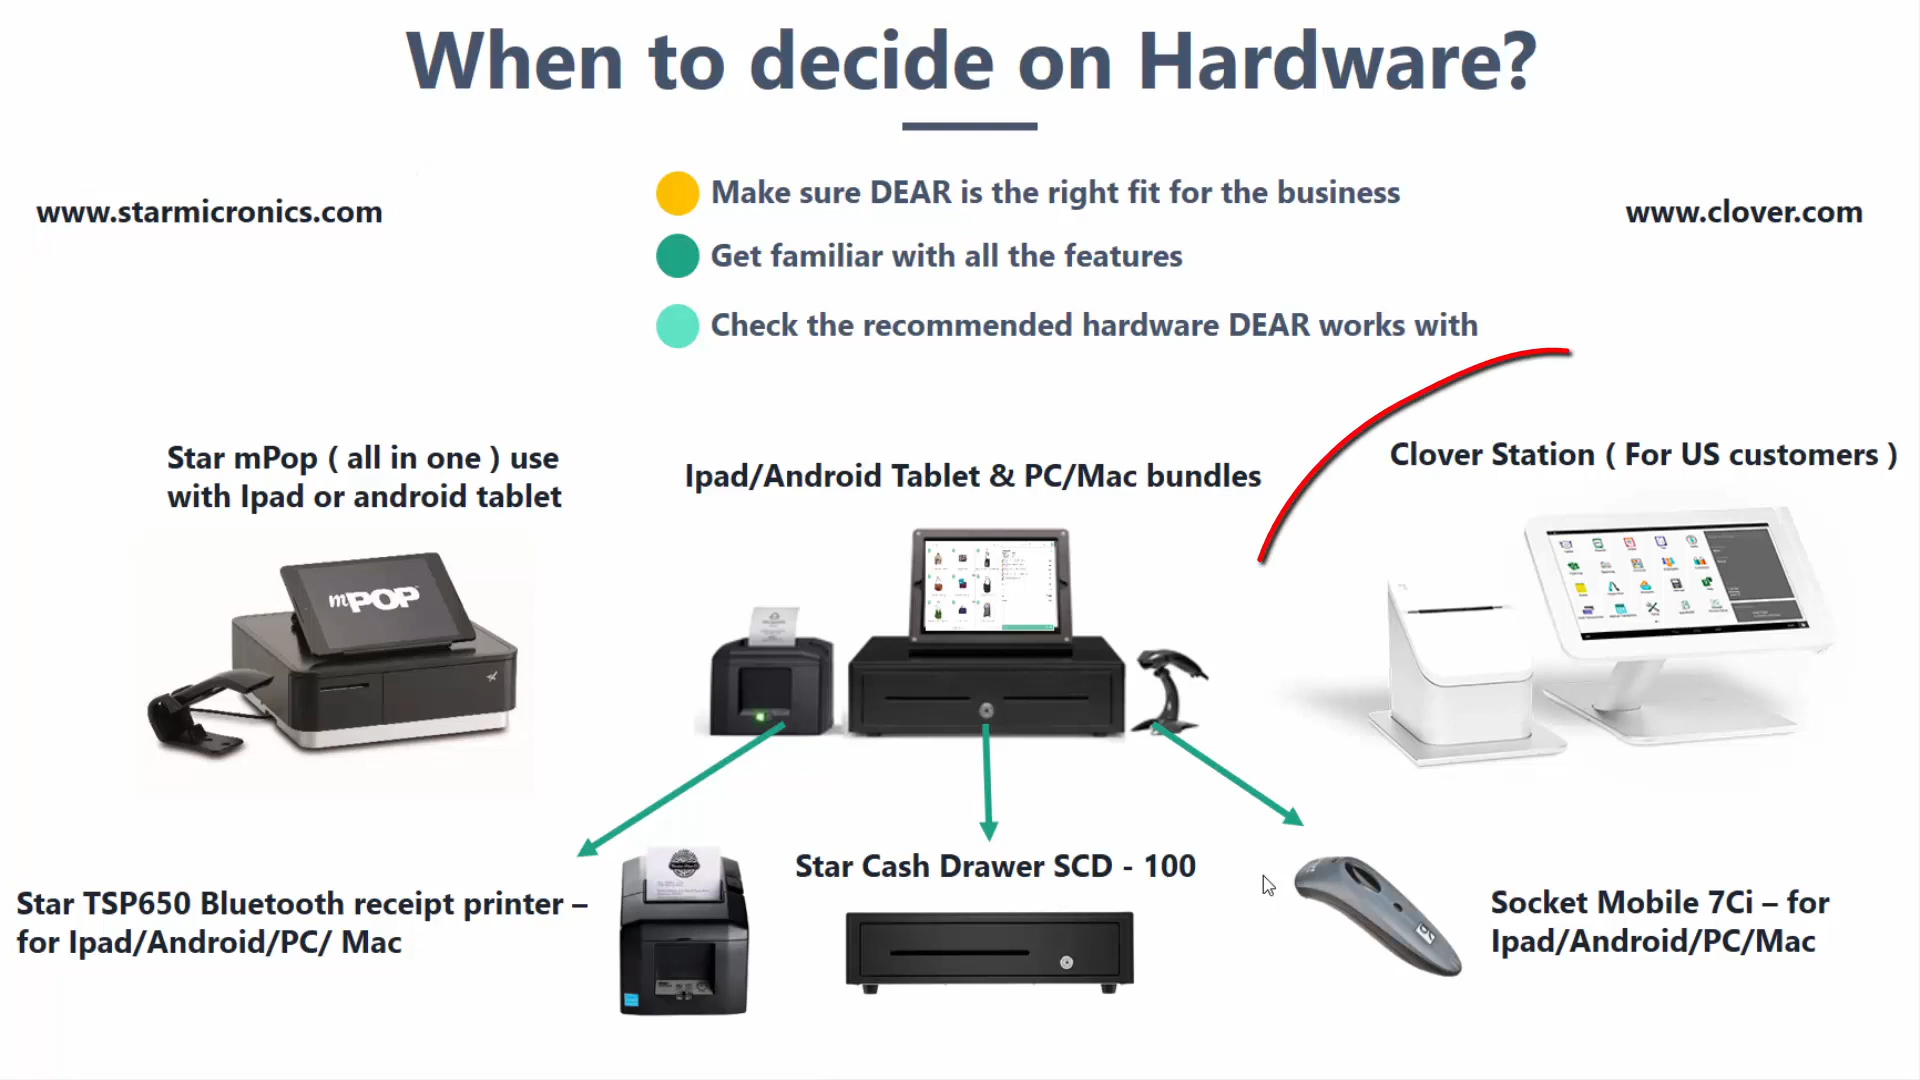 When to decide on Hardware?
www.starmicronics.com
Make sure DEAR is the right fit for the business
www.clover.com
Get familiar with all the features
Check the recommended hardware DEAR works with
Star mPop ( all in one ) use
with Ipad or android tablet
Ipad/Android Tablet & PC/Mac bundles
Clover Station ( For US customers )
mPOP
Star Cash Drawer SCD - 100
Star TSP650 Bluetooth receipt printer –
for Ipad/Android/PC/ Mac
Socket Mobile 7Ci – for
Ipad/Android/PC/Mac